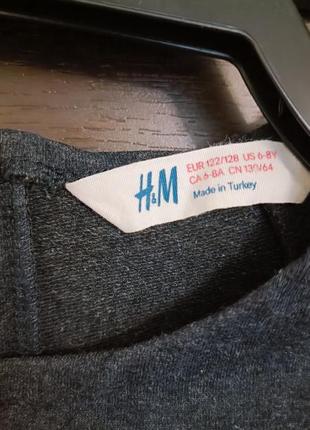 H&M
EUR 122/128 US 6-8Y
CA 6-8A CN 130/64
Made in Turkey